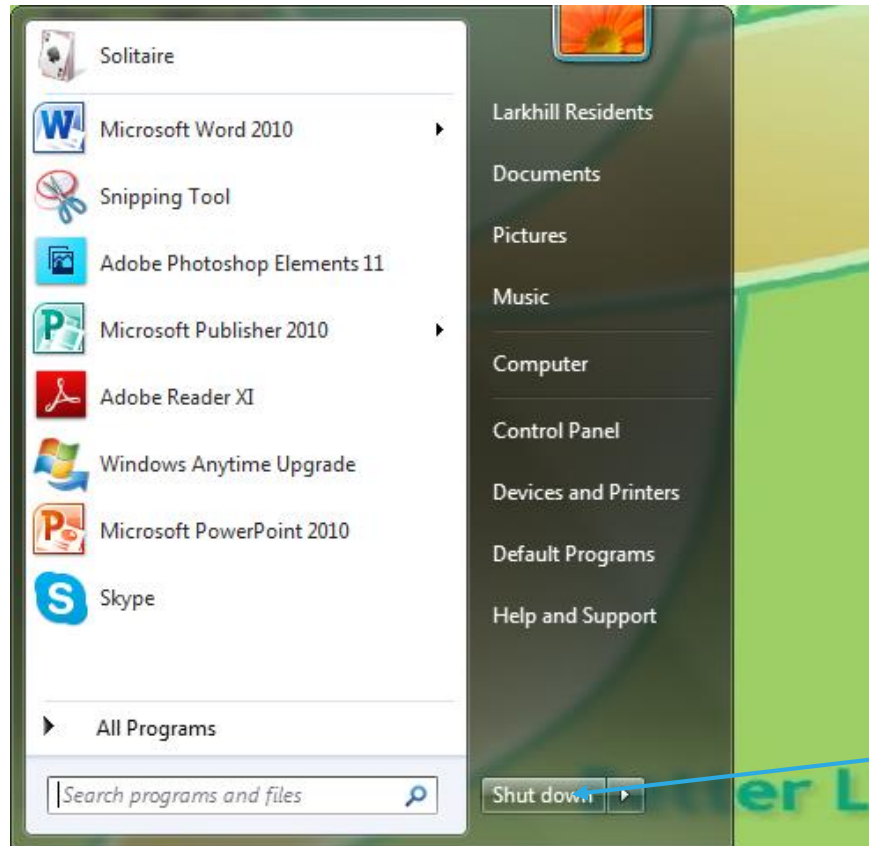 Solitaire
Microsoft Word 2010
Snipping Tool
Adobe Photoshop Elements 11
Microsoft Publisher 2010
Adobe Reader XI
Windows Anytime Upgrade
Microsoft PowerPoint 2010
Skype
All Programs
Search programs and files
Larkhill Residents
Documents
Pictures
Music
Computer
Control Panel
Devices and Printers
Default Programs
Help and Support
Shut down
er L